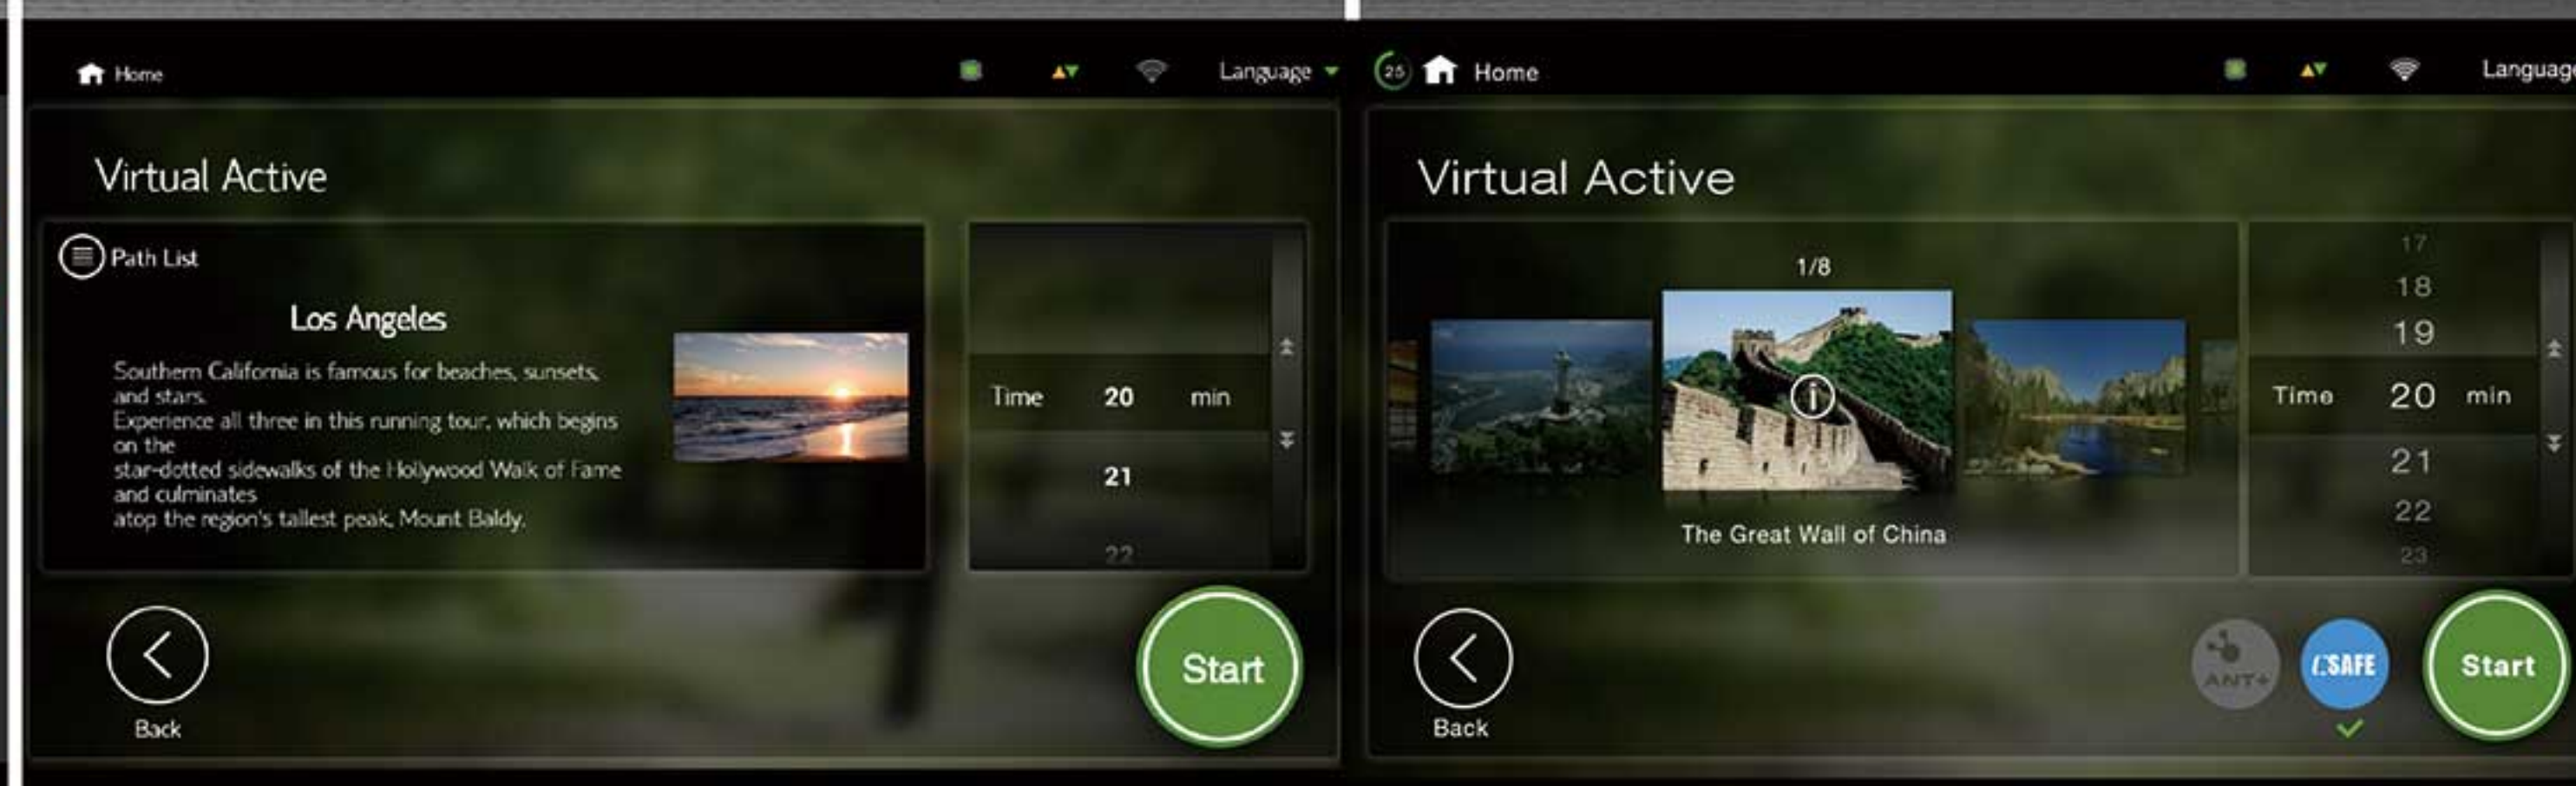 Home
Language
Virtual Active
Path List
Los Angeles
Southern California is famous for beaches, sunsets,
and stars.
Experience all three in this running tour, which begins
on the
star-dotted sidewalks of the Hollywood Walk of Fame
and culminates
atop the region's tallest peak, Mount Baldy.
Time 20 min
21
22
Back
Start
25 Home
Language
Virtual Active
1/8
i
The Great Wall of China
17
18
19
Time 20 min
21
22
23
Back
ANT+
CSAFE
Start